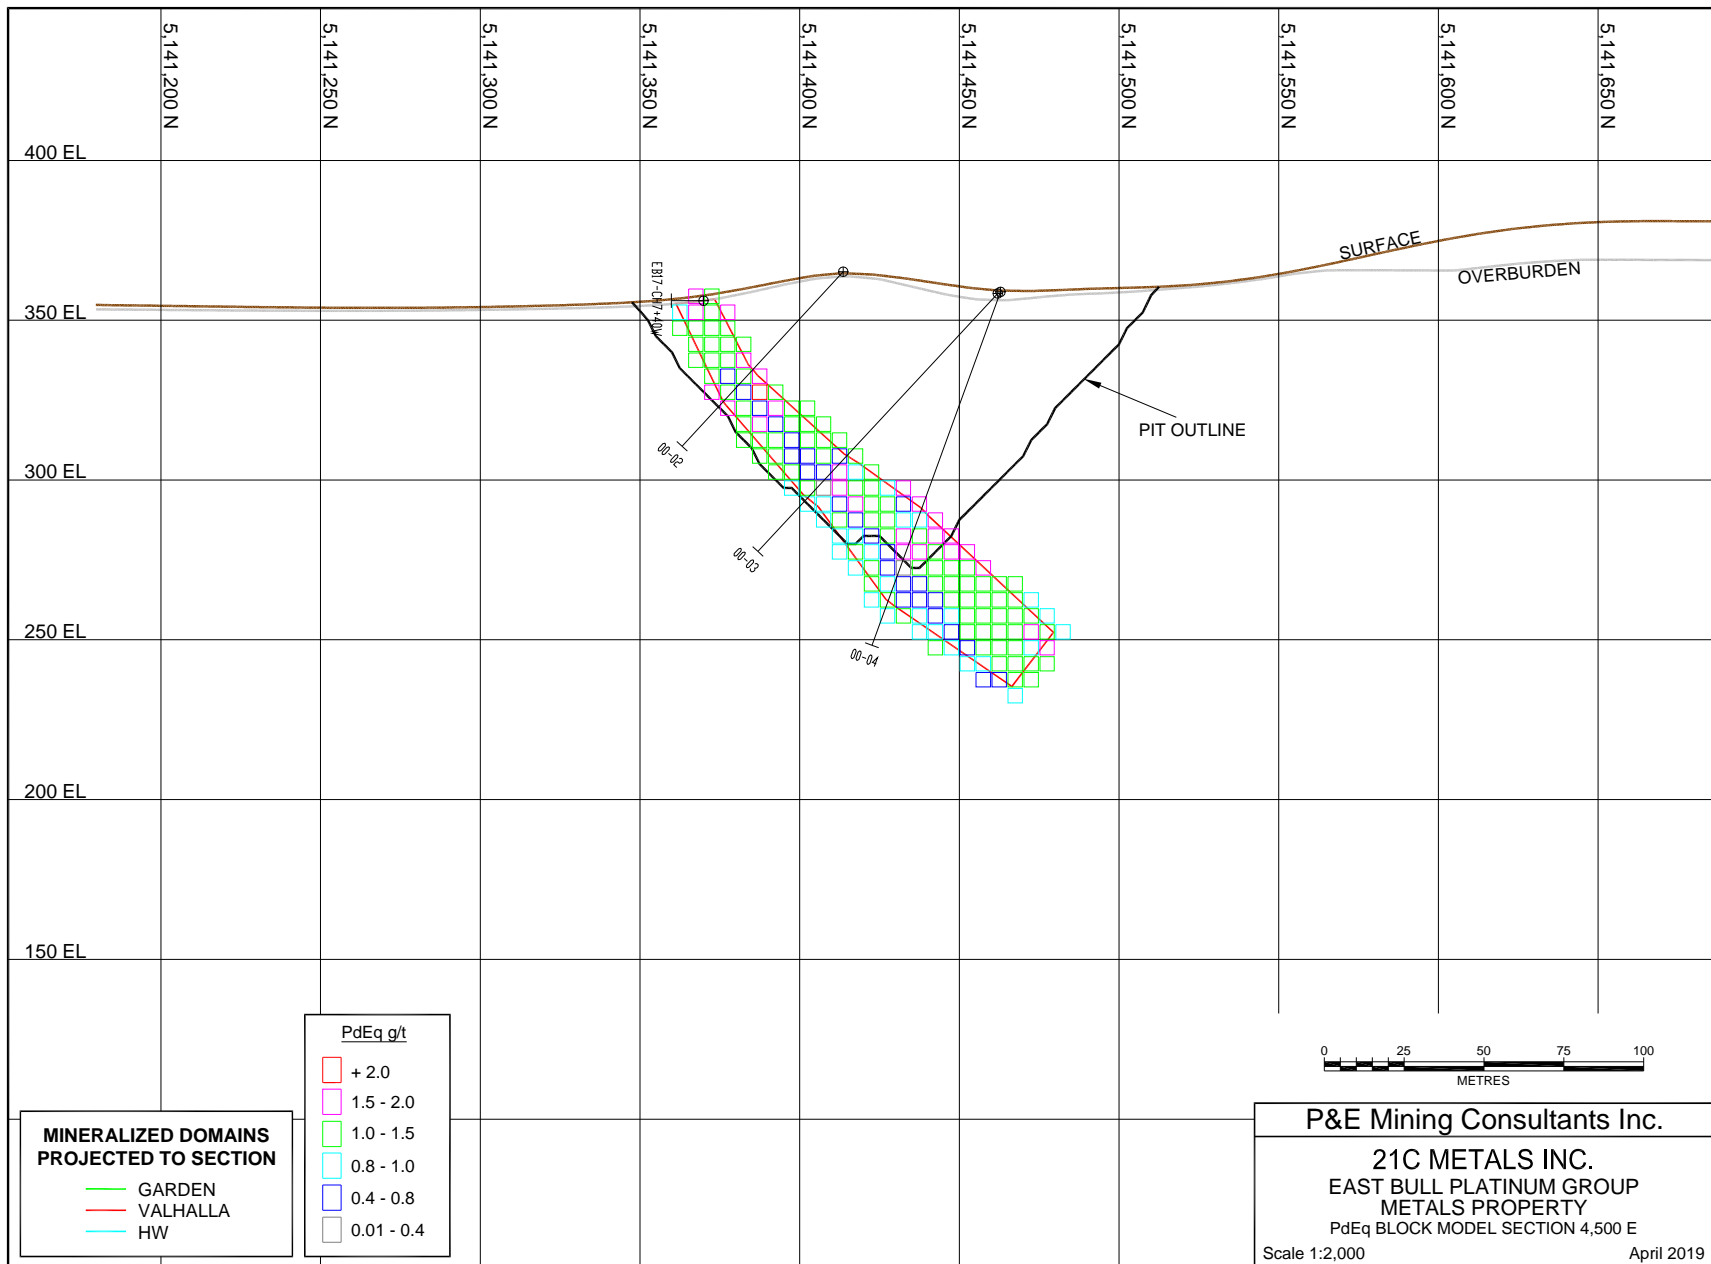 5,141,200 N
5,141,250 N
5,141,300 N
5,141,350 N
5,141,400 N
5,141,450 N
5,141,500 N
5,141,550 N
5,141,600 N
5,141,650 N
400 EL
350 EL
300 EL
250 EL
200 EL
150 EL
SURFACE
OVERBURDEN
EB17-CH7+40W
PIT OUTLINE
00-02
00-03
00-04
PdEq g/t
+ 2.0
1.5 - 2.0
1.0 - 1.5
0.8 - 1.0
0.4 - 0.8
0.01 - 0.4
MINERALIZED DOMAINS
PROJECTED TO SECTION
GARDEN
VALHALLA
HW
0 25 50 75 100
METRES
P&E Mining Consultants Inc.
21C METALS INC.
EAST BULL PLATINUM GROUP
METALS PROPERTY
PdEq BLOCK MODEL SECTION 4,500 E
Scale 1:2,000 April 2019